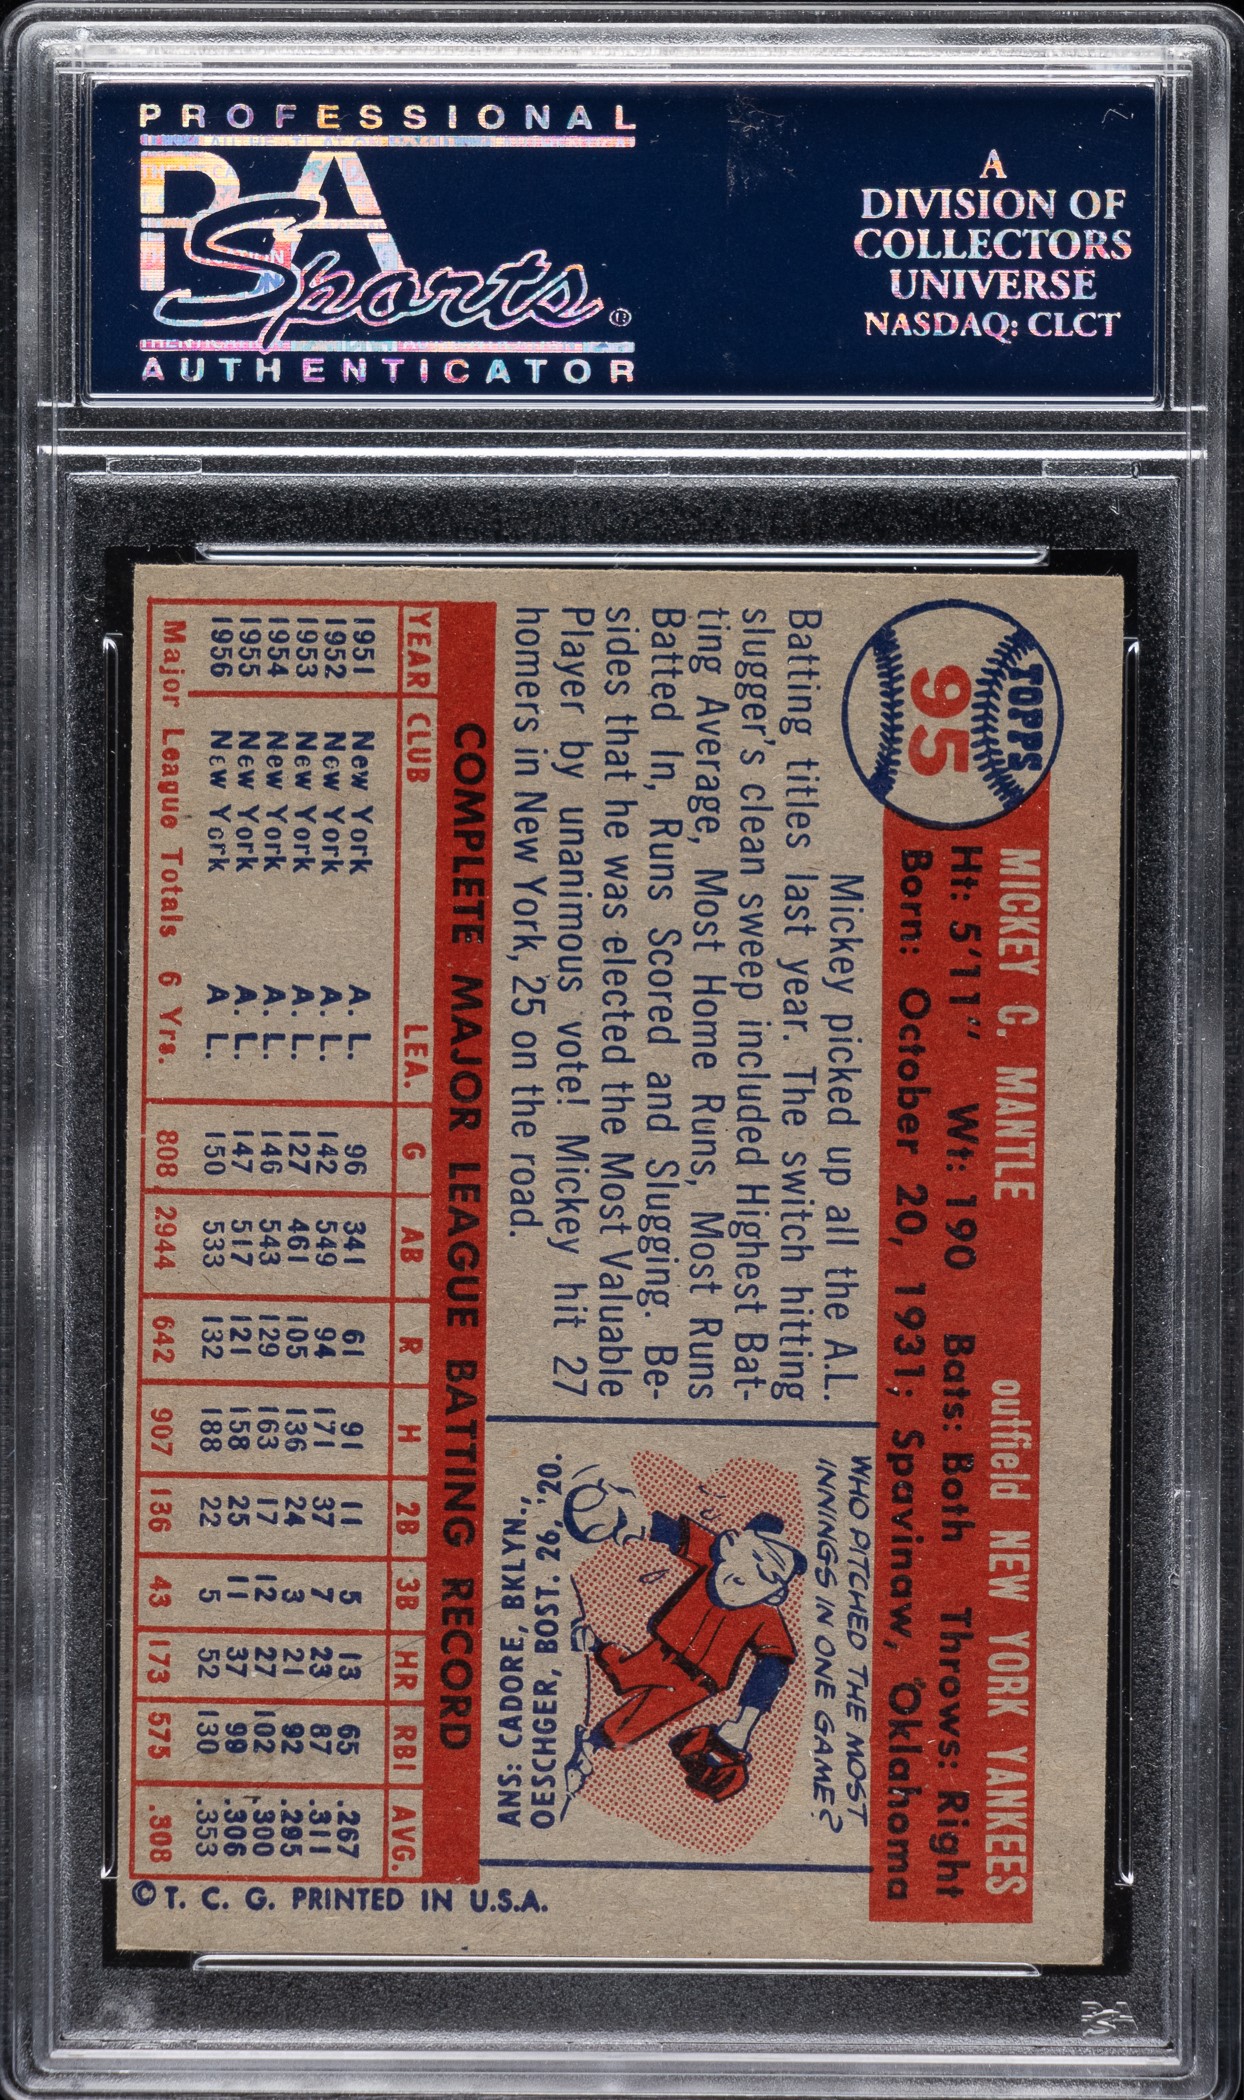 PROFESSIONAL
PSA
Sports®
AUTHENTICATOR
A
DIVISION OF
COLLECTORS
UNIVERSE
NASDAQ: CLCT
TOPPS
95
MICKEY C. MANTLE outfield NEW YORK YANKEES
Ht: 5'11" Wt: 190 Bats: Both Throws: Right
Born: October 20, 1931; Spavinaw, Oklahoma
Mickey picked up all the A.L.
Batting titles last year. The switch hitting
slugger's clean sweep included Highest Bat-
ting Average, Most Home Runs, Most Runs
Batted In, Runs Scored and Slugging. Be-
sides that he was elected the Most Valuable
Player by unanimous vote! Mickey hit 27
homers in New York, 25 on the road.
WHO PITCHED THE MOST
INNINGS IN ONE GAME?
ANS: CADORE, BKLYN.,
OESCHGER, BOST. 26, '20.
COMPLETE MAJOR LEAGUE BATTING RECORD
YEAR CLUB LEA. G AB R H 2B 3B HR RBI AVG.
1951 New York A. L. 96 341 61 91 11 5 13 65 .267
1952 New York A. L. 142 549 94 171 37 7 23 87 .311
1953 New York A. L. 127 461 105 136 24 3 21 92 .295
1954 New York A. L. 146 543 129 163 17 12 27 102 .300
1955 New York A. L. 147 517 121 158 25 11 37 99 .306
1956 New York A L. 150 533 132 188 22 5 52 130 .353
Major League Totals 6 Yrs. 808 2944 642 907 136 43 173 575 .308
© T. C. G. PRINTED IN U.S.A.
PSA